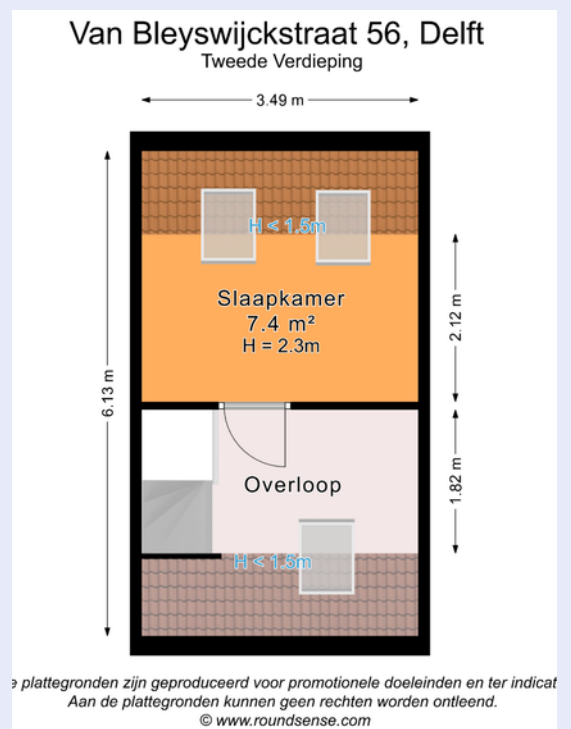 Van Bleyswijckstraat 56, Delft
Tweede Verdieping
3.49 m
H < 1.5m
Slaapkamer
7.4 m²
H = 2.3m
2.12 m
6.13 m
1.82 m
Overloop
H < 1.5m
plattegronden zijn geproduceerd voor promotionele doeleinden en ter
Aan de plattegronden kunnen geen rechten worden ontleend.
© www.roundsense.com